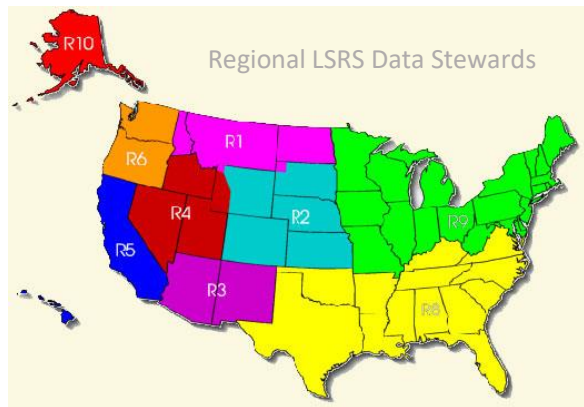 R10
Regional LSRS Data Stewards
R1
R6
R4
R2
R9
R5
R3
R8